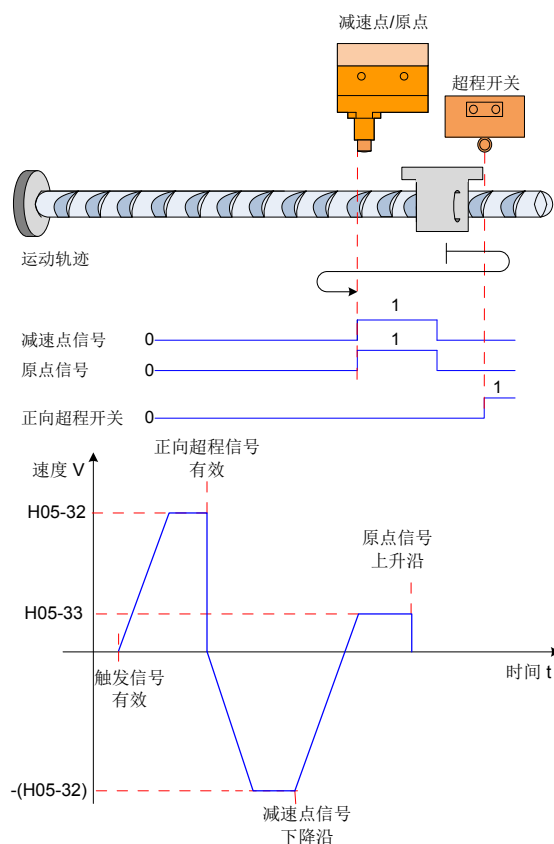 减速点/原点
超程开关
运动轨迹
1
减速点信号 0
1
原点信号 0
1
正向超程开关 0
正向超程信号
有效
速度 V
H05-32
原点信号
上升沿
H05-33
时间 t
触发信号
有效
-(H05-32)
减速点信号
下降沿